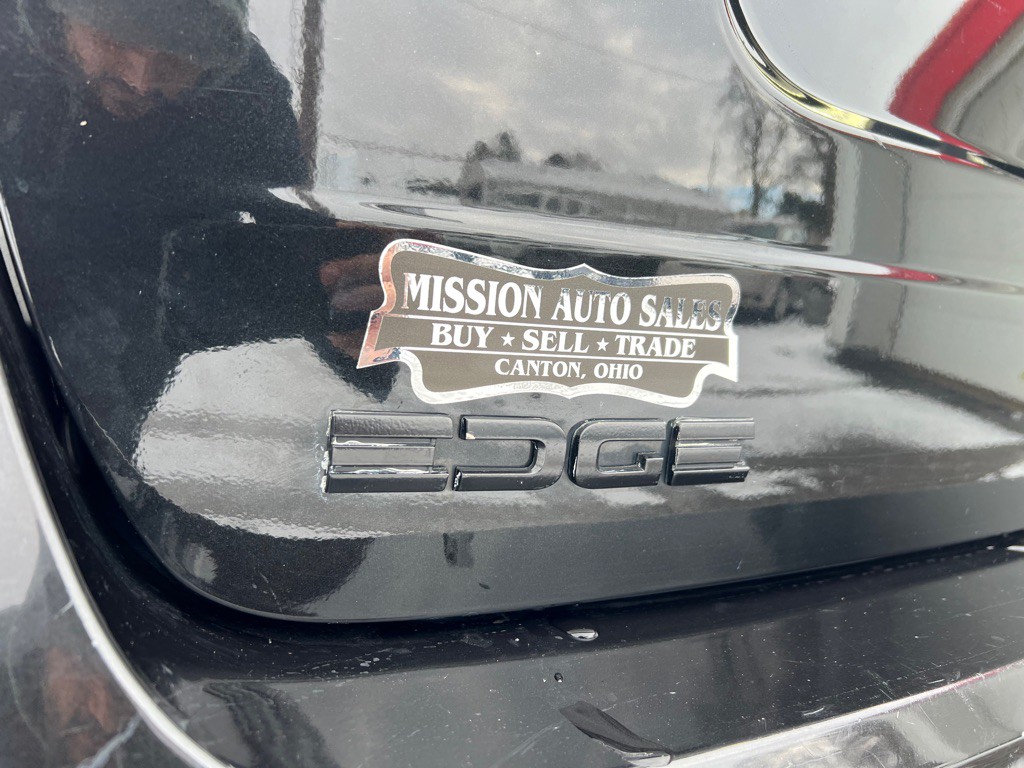 MISSION AUTO SALES
BUY ★ SELL ★ TRADE
CANTON, OHIO
EDGE